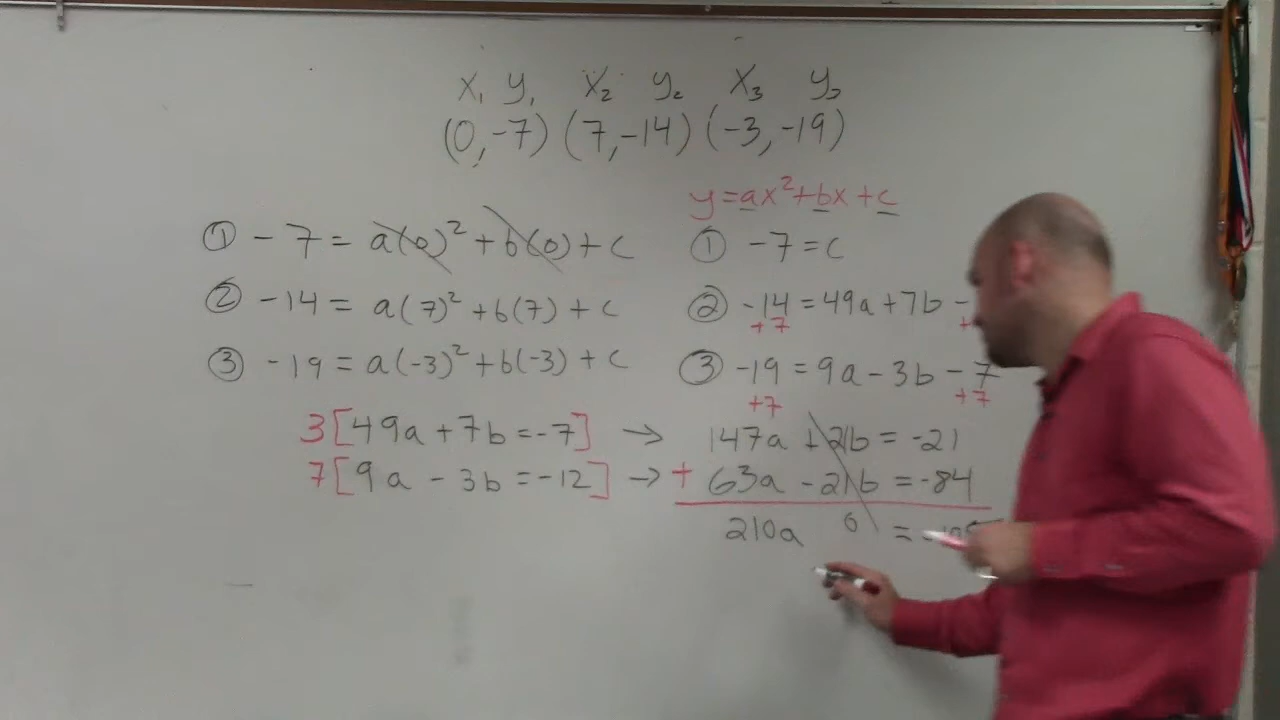 x₁ y₁ x₂ y₂ x₃ y₃
(0, -7) (7, -14) (-3, -19)
y = ax² + bx + c
① -7 = a(0)² + b(0) + c
② -14 = a(7)² + b(7) + c
③ -19 = a(-3)² + b(-3) + c
① -7 = c
② -14 = 49a + 7b -
+7 +
③ -19 = 9a - 3b - 7
+7 +7
3[49a + 7b = -7] → 147a + 21b = -21
7[9a - 3b = -12] → + 63a - 21b = -84
210a 0 = -105